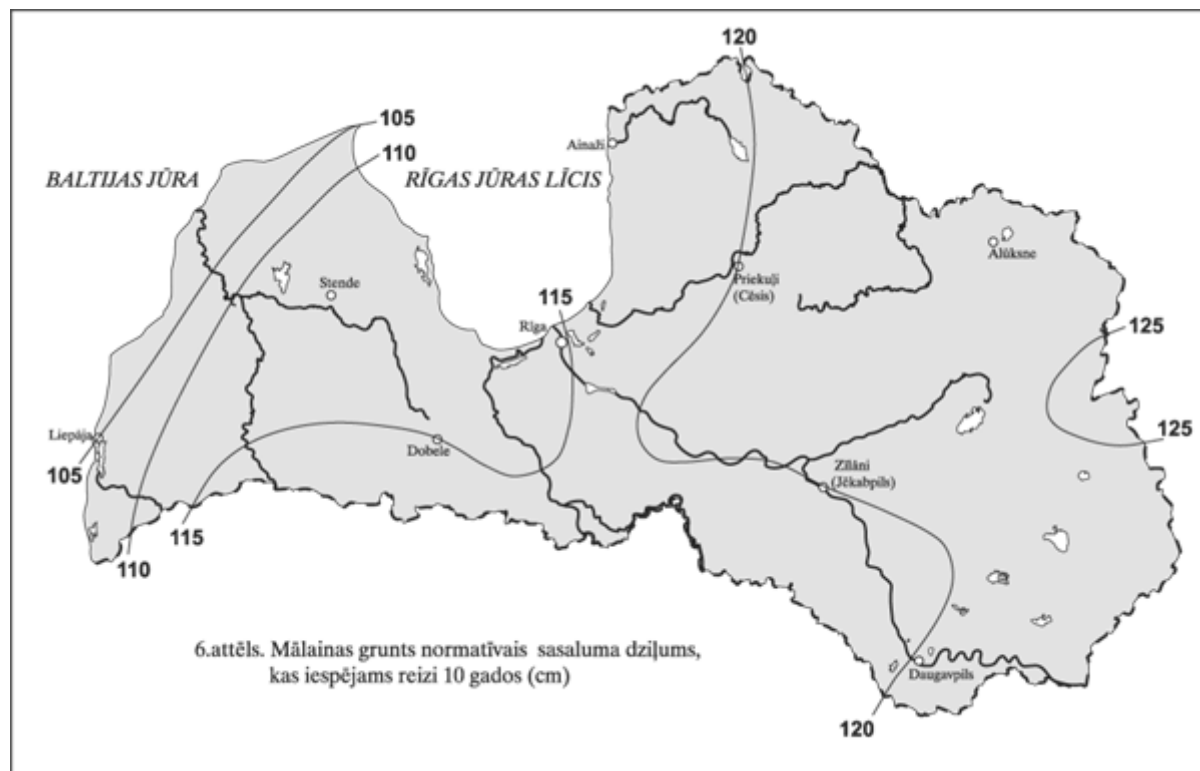 120
105
Ainaži
110
BALTIJAS JŪRA
RĪGAS JŪRAS LĪCIS
Alūksne
Priekuļi
(Cēsis)
Stende
115
Rīga
125
125
Liepāja
Dobele
105
Zīlāni
(Jēkabpils)
115
110
Daugavpils
120
6.attēls. Mālainas grunts normatīvais sasaluma dziļums,
kas iespējams reizi 10 gados (cm)